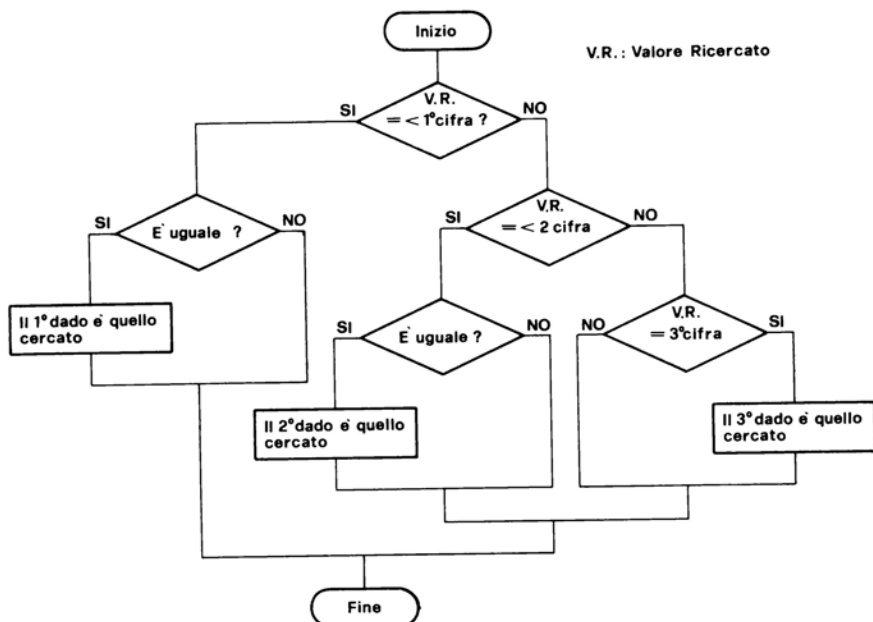 Inizio
V.R.: Valore Ricercato
SI
V.R.
=< 1° cifra ?
NO
SI
E` uguale ?
NO
SI
V.R.
=< 2 cifra
NO
Il 1° dado e` quello
cercato
SI
E` uguale ?
NO
NO
V.R.
= 3° cifra
SI
Il 2° dado e` quello
cercato
Il 3° dado e` quello
cercato
Fine